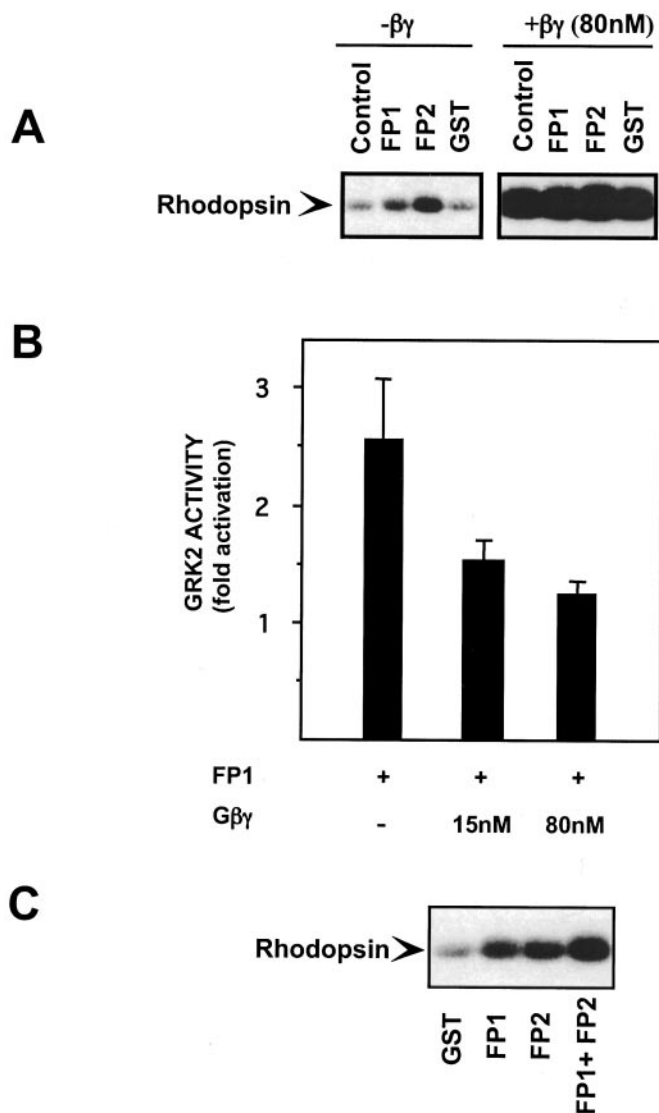 -βγ +βγ (80nM)
A
Control FP1 FP2 GST Control FP1 FP2 GST
Rhodopsin
B
3
2
1
GRK2 ACTIVITY
(fold activation)
FP1 + + +
Gβγ - 15nM 80nM
C
Rhodopsin
GST FP1 FP2 FP1+ FP2